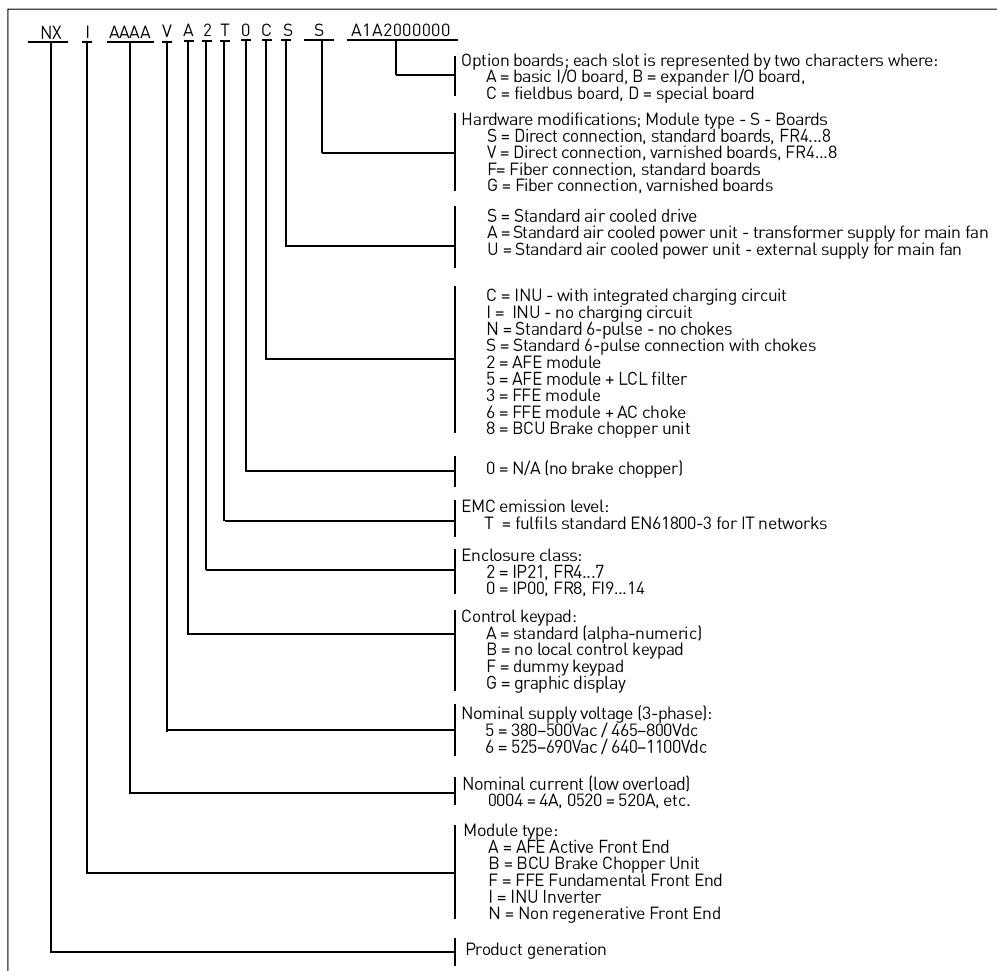 NX I AAAA V A 2 T 0 C S S A1A2000000
Option boards; each slot is represented by two characters where:
A = basic I/O board, B = expander I/O board,
C = fieldbus board, D = special board
Hardware modifications; Module type - S - Boards
S = Direct connection, standard boards, FR4...8
V = Direct connection, varnished boards, FR4...8
F= Fiber connection, standard boards
G = Fiber connection, varnished boards
S = Standard air cooled drive
A = Standard air cooled power unit - transformer supply for main fan
U = Standard air cooled power unit - external supply for main fan
C = INU - with integrated charging circuit
I = INU - no charging circuit
N = Standard 6-pulse - no chokes
S = Standard 6-pulse connection with chokes
2 = AFE module
5 = AFE module + LCL filter
3 = FFE module
6 = FFE module + AC choke
8 = BCU Brake chopper unit
0 = N/A (no brake chopper)
EMC emission level:
T = fulfils standard EN61800-3 for IT networks
Enclosure class:
2 = IP21, FR4...7
0 = IP00, FR8, FI9...14
Control keypad:
A = standard (alpha-numeric)
B = no local control keypad
F = dummy keypad
G = graphic display
Nominal supply voltage (3-phase):
5 = 380–500Vac / 465–800Vdc
6 = 525–690Vac / 640–1100Vdc
Nominal current (low overload)
0004 = 4A, 0520 = 520A, etc.
Module type:
A = AFE Active Front End
B = BCU Brake Chopper Unit
F = FFE Fundamental Front End
I = INU Inverter
N = Non regenerative Front End
Product generation